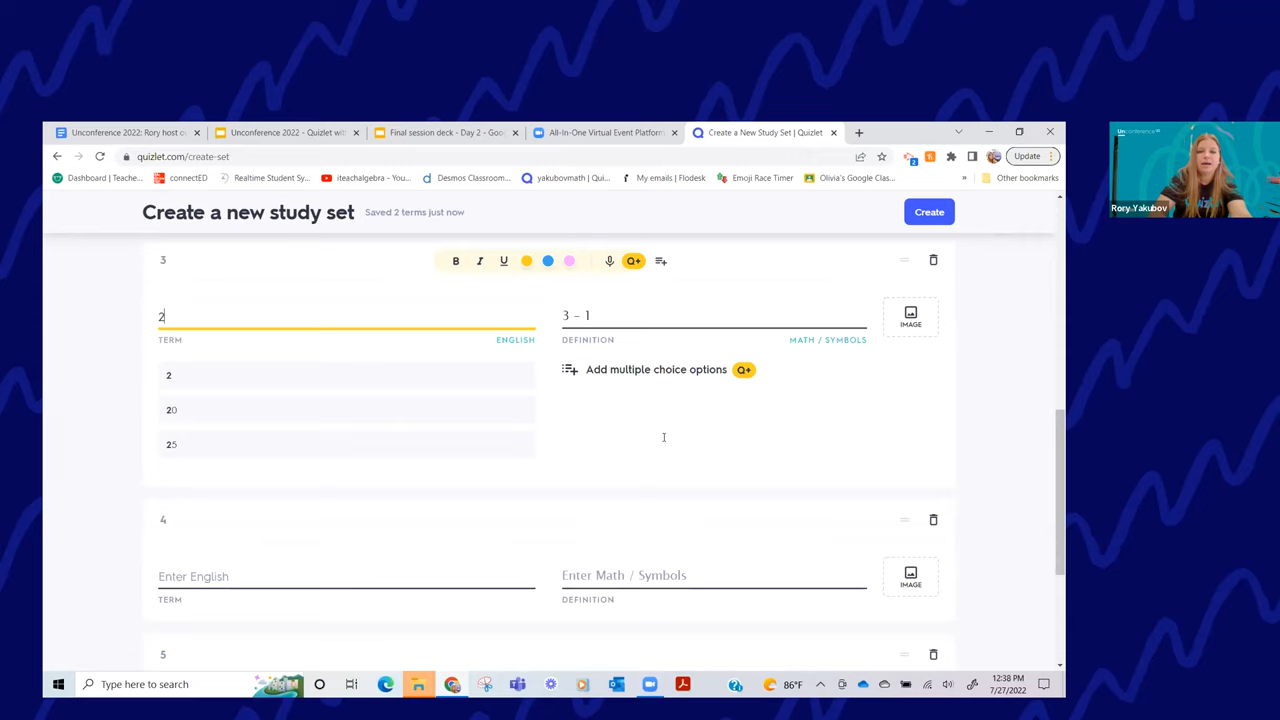 Unconference 2022: Rory host o
Unconference 2022 - Quizlet wit
Final session deck - Day 2 - Goo
All-In-One Virtual Event Platform
Create a New Study Set | Quizlet
quizlet.com/create-set
2
Update
Dashboard | Teache...
connectED
Realtime Student Sy...
iteachalgebra - You...
Desmos Classroom...
yakubovmath | Qui...
My emails | Flodesk
Emoji Race Timer
Olivia's Google Clas...
»
Other bookmarks
Unconference
Rory Yakubov
Create a new study set
Saved 2 terms just now
Create
3
B I U Q+
2
3 - 1
TERM
ENGLISH
DEFINITION
MATH / SYMBOLS
IMAGE
2
20
25
Add multiple choice options Q+
4
Enter English
Enter Math / Symbols
TERM
DEFINITION
IMAGE
5
Type here to search
86°F
12:38 PM
7/27/2022